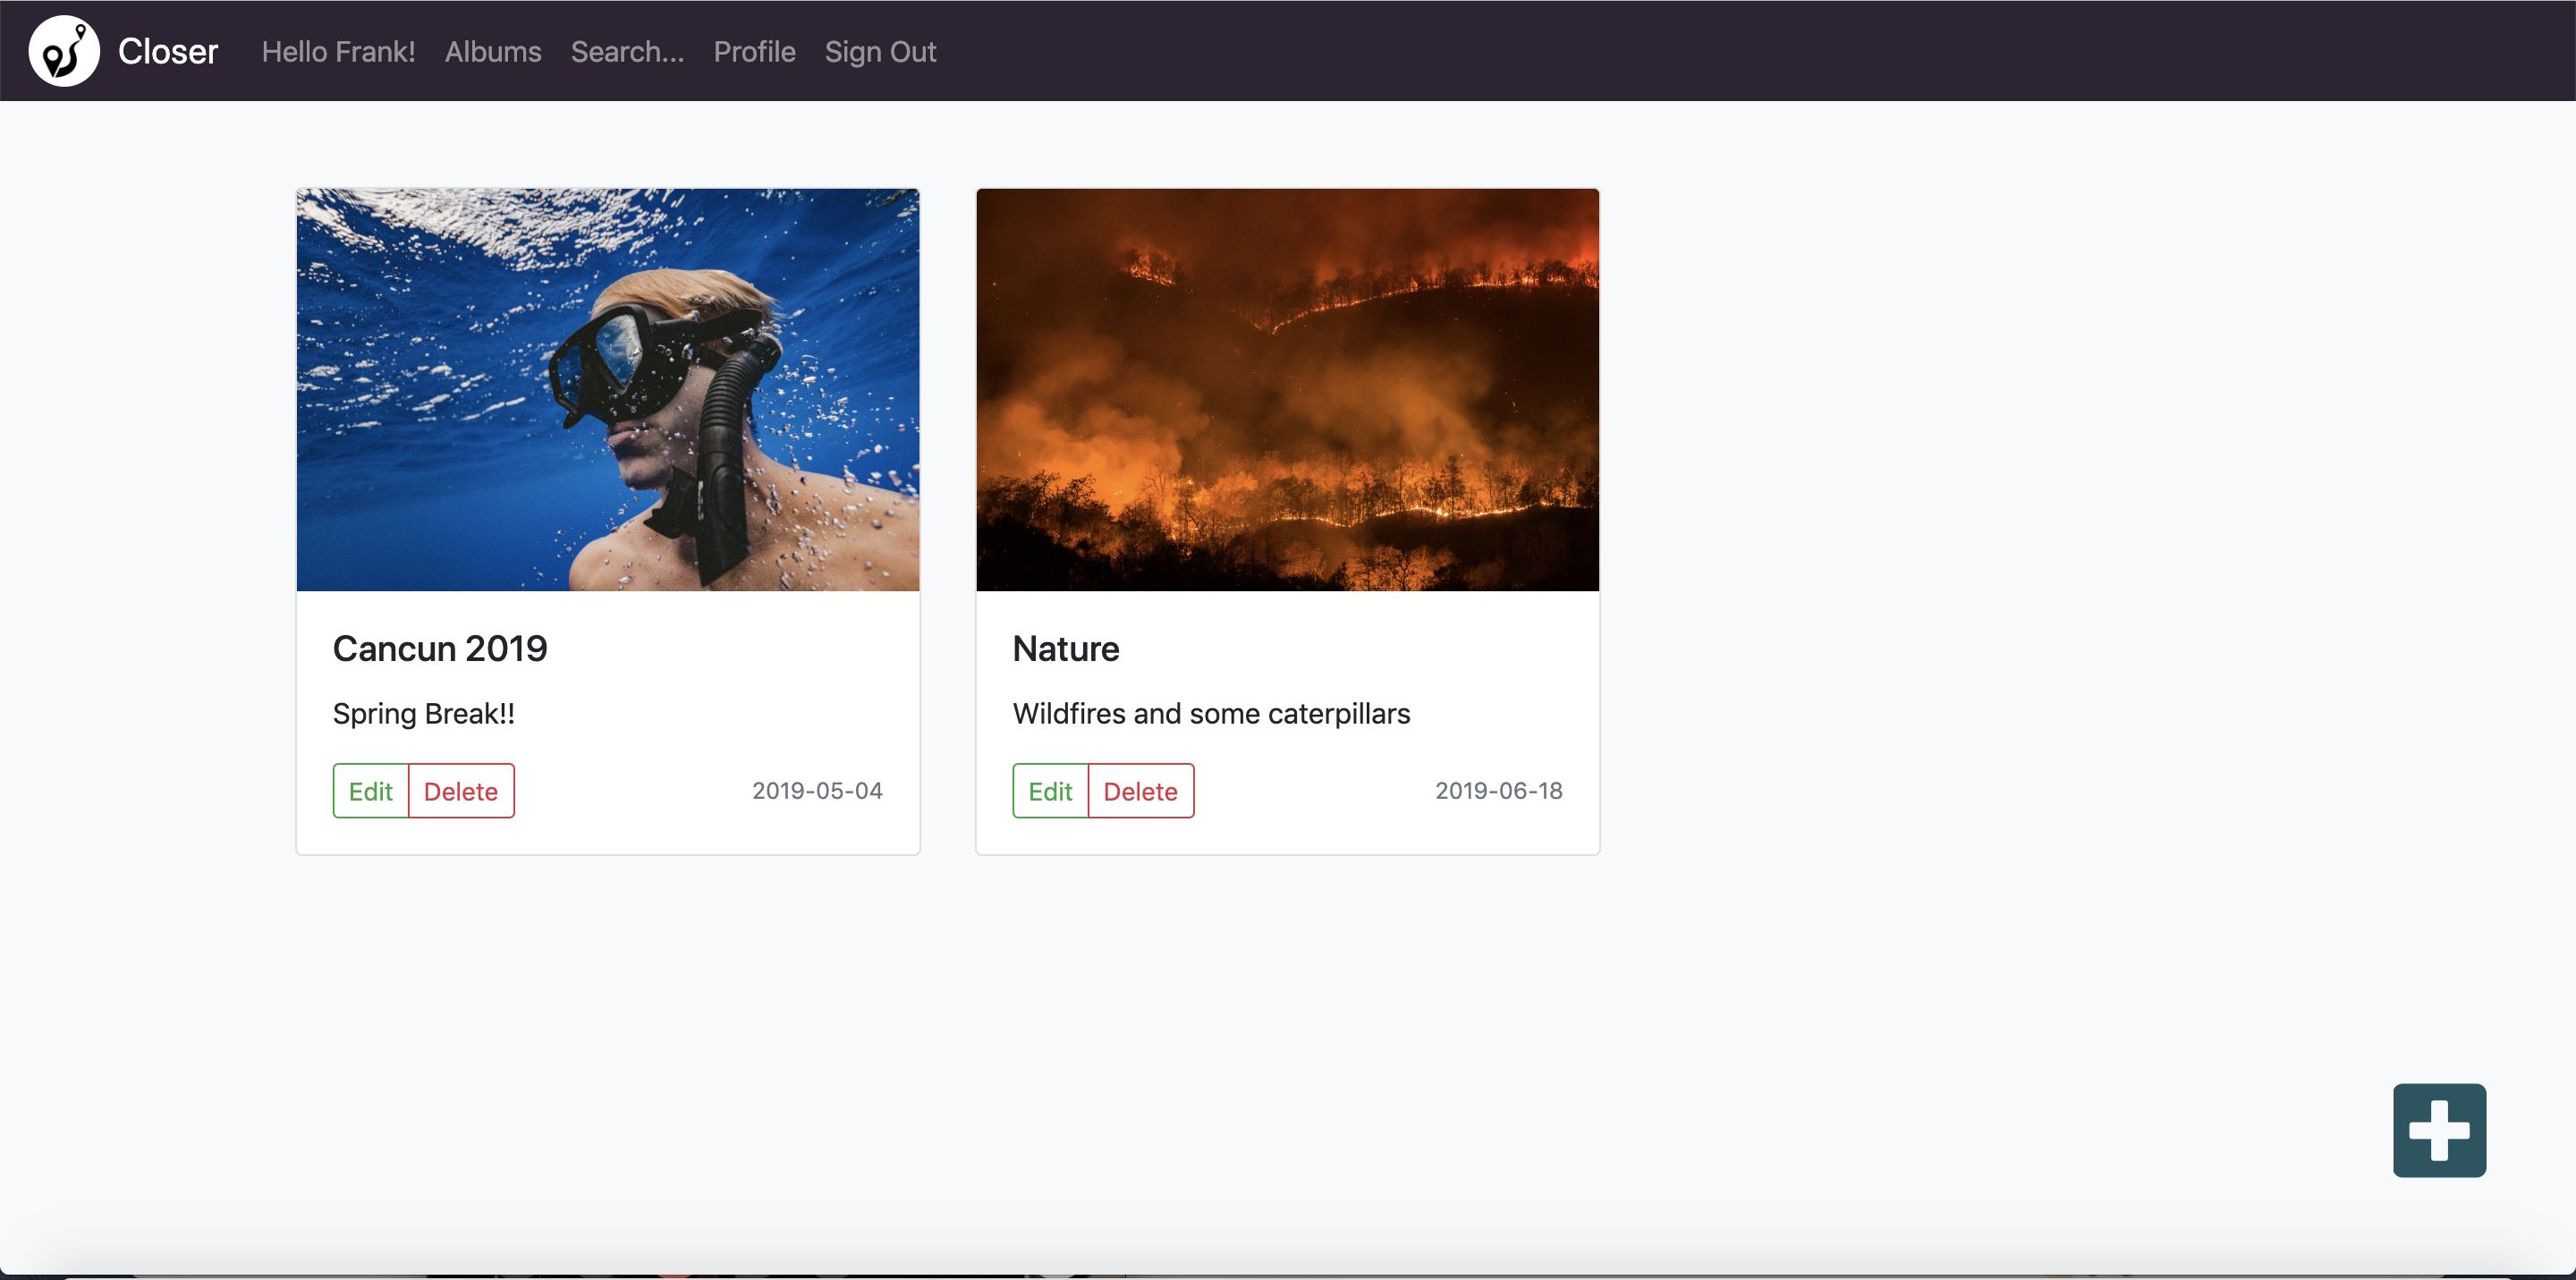 Closer Hello Frank! Albums Search... Profile Sign Out
Cancun 2019
Spring Break!!
Edit Delete 2019-05-04
Nature
Wildfires and some caterpillars
Edit Delete 2019-06-18